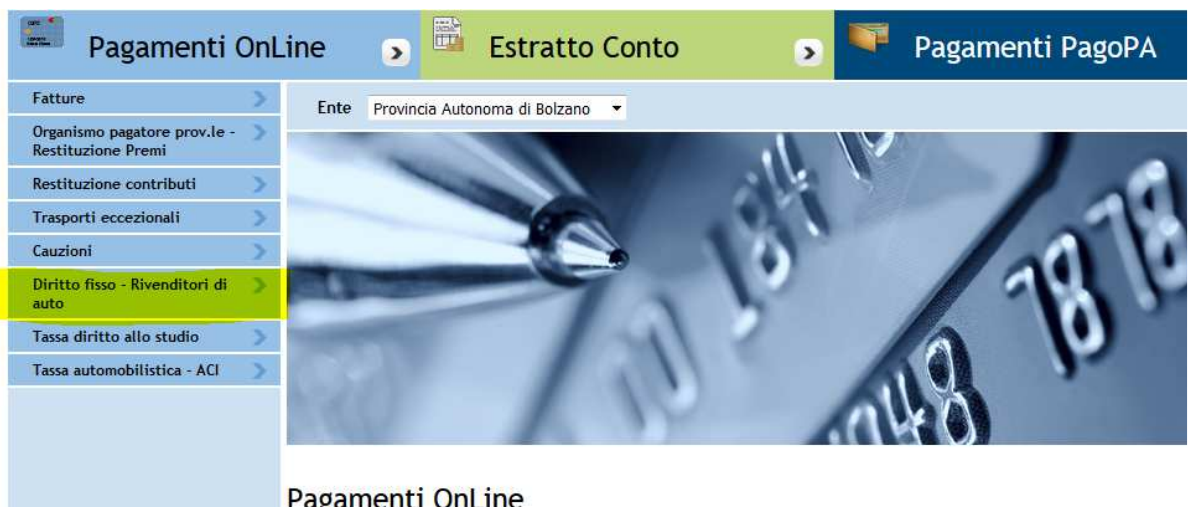 Pagamenti OnLine
Estratto Conto
Pagamenti PagoPA
Fatture
Organismo pagatore prov.le -
Restituzione Premi
Restituzione contributi
Trasporti eccezionali
Cauzioni
Diritto fisso - Rivenditori di
auto
Tassa diritto allo studio
Tassa automobilistica - ACI
Ente Provincia Autonoma di Bolzano
Pagamenti OnLine